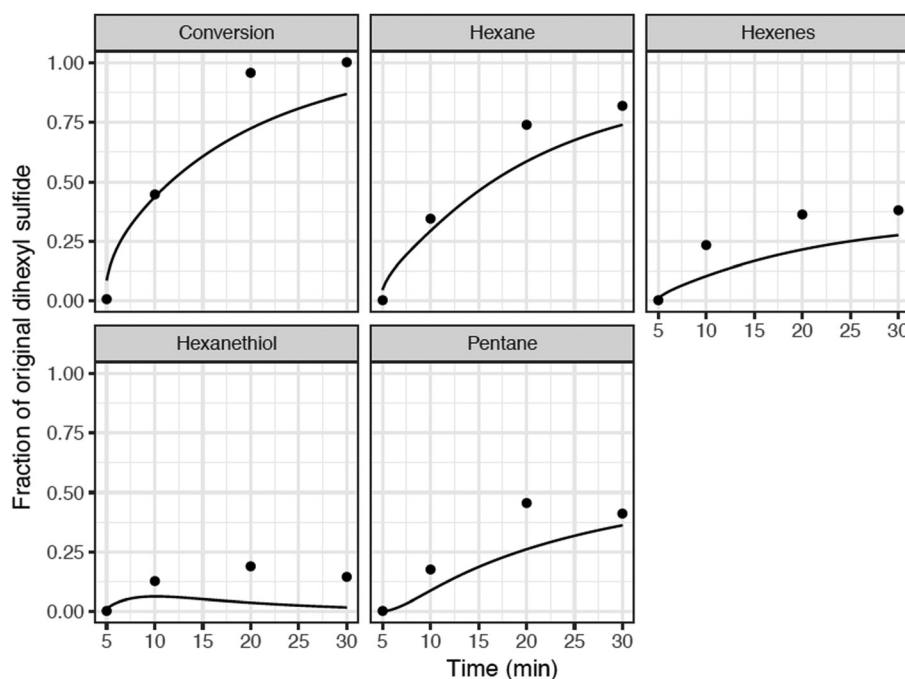 Conversion
Hexane
Hexenes
1.00
0.75
0.50
0.25
0.00
5 10 15 20 25 30
Hexanethiol
Pentane
1.00
0.75
0.50
0.25
0.00
5 10 15 20 25 30
5 10 15 20 25 30
Fraction of original dihexyl sulfide
Time (min)